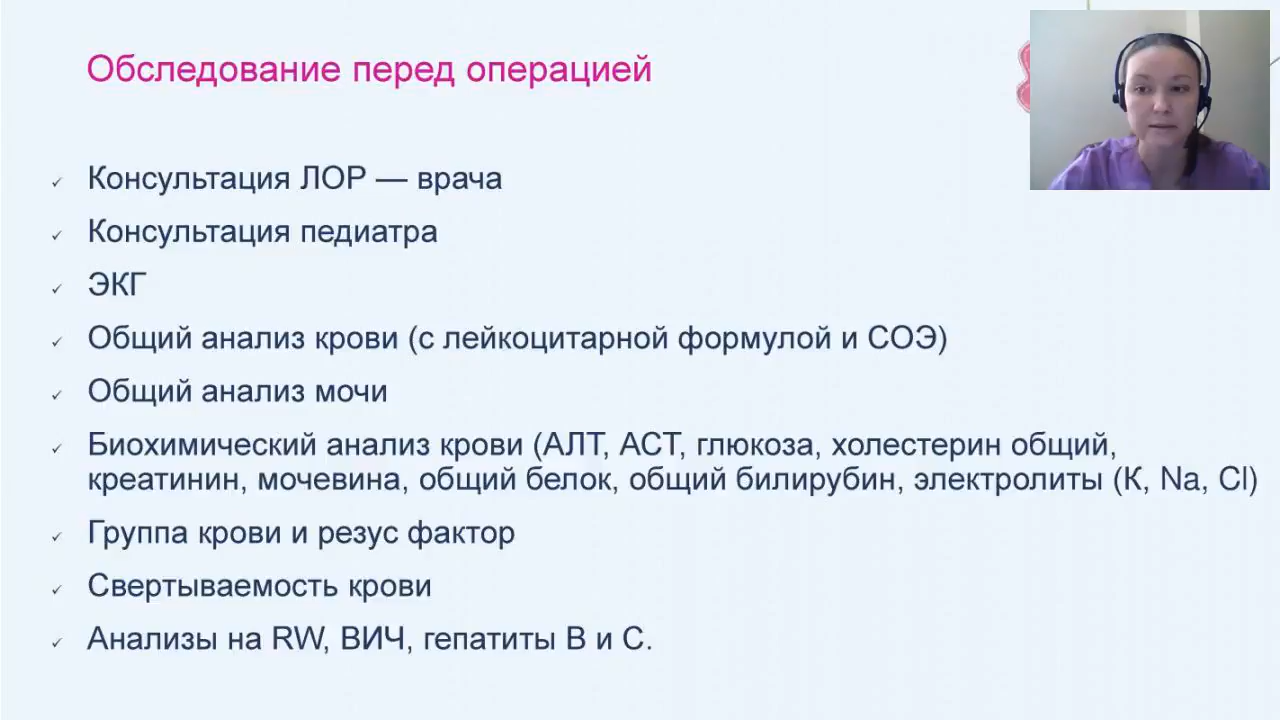 Обследование перед операцией
Консультация ЛОР — врача
Консультация педиатра
ЭКГ
Общий анализ крови (с лейкоцитарной формулой и СОЭ)
Общий анализ мочи
Биохимический анализ крови (АЛТ, АСТ, глюкоза, холестерин общий,
креатинин, мочевина, общий белок, общий билирубин, электролиты (К, Na, Cl)
Группа крови и резус фактор
Свертываемость крови
Анализы на RW, ВИЧ, гепатиты В и С.